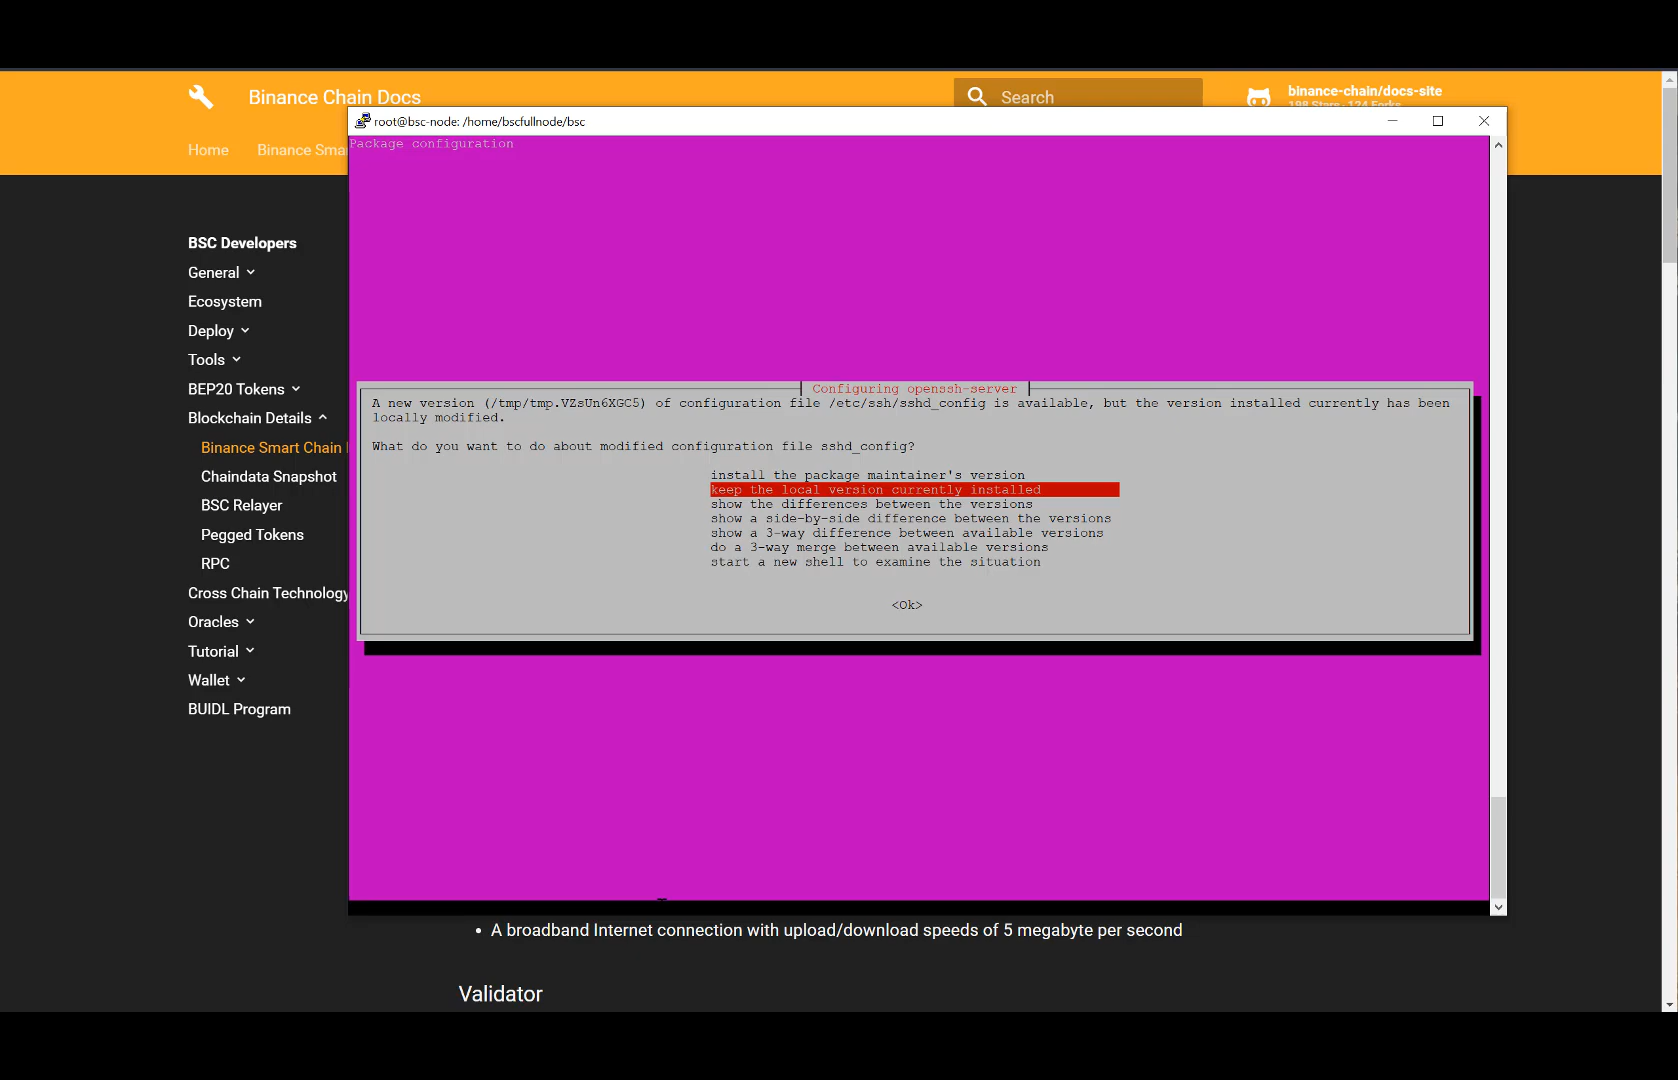 Binance Chain Docs
Search
binance-chain/docs-site
198 Stars · 124 Forks
root@bsc-node: /home/bscfullnode/bsc
Home
Binance Smar
Package configuration
BSC Developers
General
Ecosystem
Deploy
Tools
BEP20 Tokens
Blockchain Details
Binance Smart Chain
Chaindata Snapshot
BSC Relayer
Pegged Tokens
RPC
Cross Chain Technology
Oracles
Tutorial
Wallet
BUIDL Program
Configuring openssh-server
A new version (/tmp/tmp.VZsUn6XGC5) of configuration file /etc/ssh/sshd_config is available, but the version installed currently has been
locally modified.
What do you want to do about modified configuration file sshd_config?
install the package maintainer's version
keep the local version currently installed
show the differences between the versions
show a side-by-side difference between the versions
show a 3-way difference between available versions
do a 3-way merge between available versions
start a new shell to examine the situation
<Ok>
• A broadband Internet connection with upload/download speeds of 5 megabyte per second
Validator